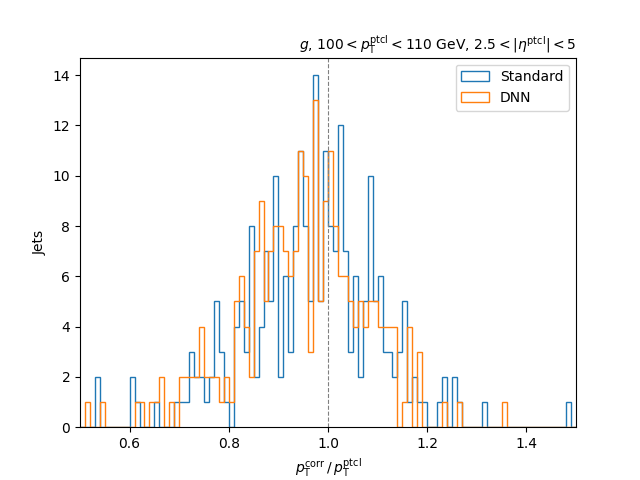 g, 100 < p_T^ptcl < 110 GeV, 2.5 < |η^ptcl| < 5
Standard
DNN
14
12
10
8
6
4
2
0
Jets
0.6 0.8 1.0 1.2 1.4
p_T^corr / p_T^ptcl